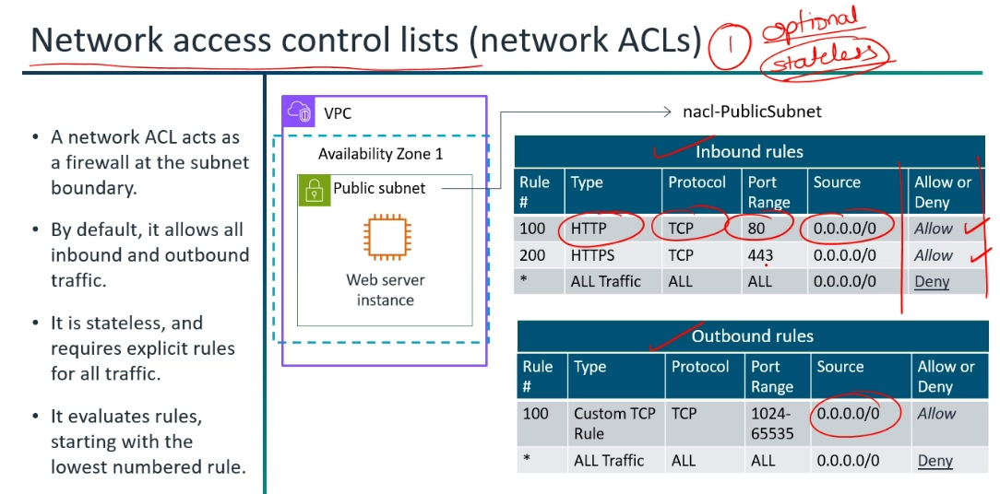 Network access control lists (network ACLs)
1
optional
stateless
• A network ACL acts as
a firewall at the subnet
boundary.
• By default, it allows all
inbound and outbound
traffic.
• It is stateless, and
requires explicit rules
for all traffic.
• It evaluates rules,
starting with the
lowest numbered rule.
VPC
Availability Zone 1
Public subnet
Web server
instance
nacl-PublicSubnet
Inbound rules
Rule # Type Protocol Port Range Source Allow or Deny
100 HTTP TCP 80 0.0.0.0/0 Allow
200 HTTPS TCP 443 0.0.0.0/0 Allow
* ALL Traffic ALL ALL 0.0.0.0/0 Deny
Outbound rules
Rule # Type Protocol Port Range Source Allow or Deny
100 Custom TCP Rule TCP 1024-65535 0.0.0.0/0 Allow
* ALL Traffic ALL ALL 0.0.0.0/0 Deny